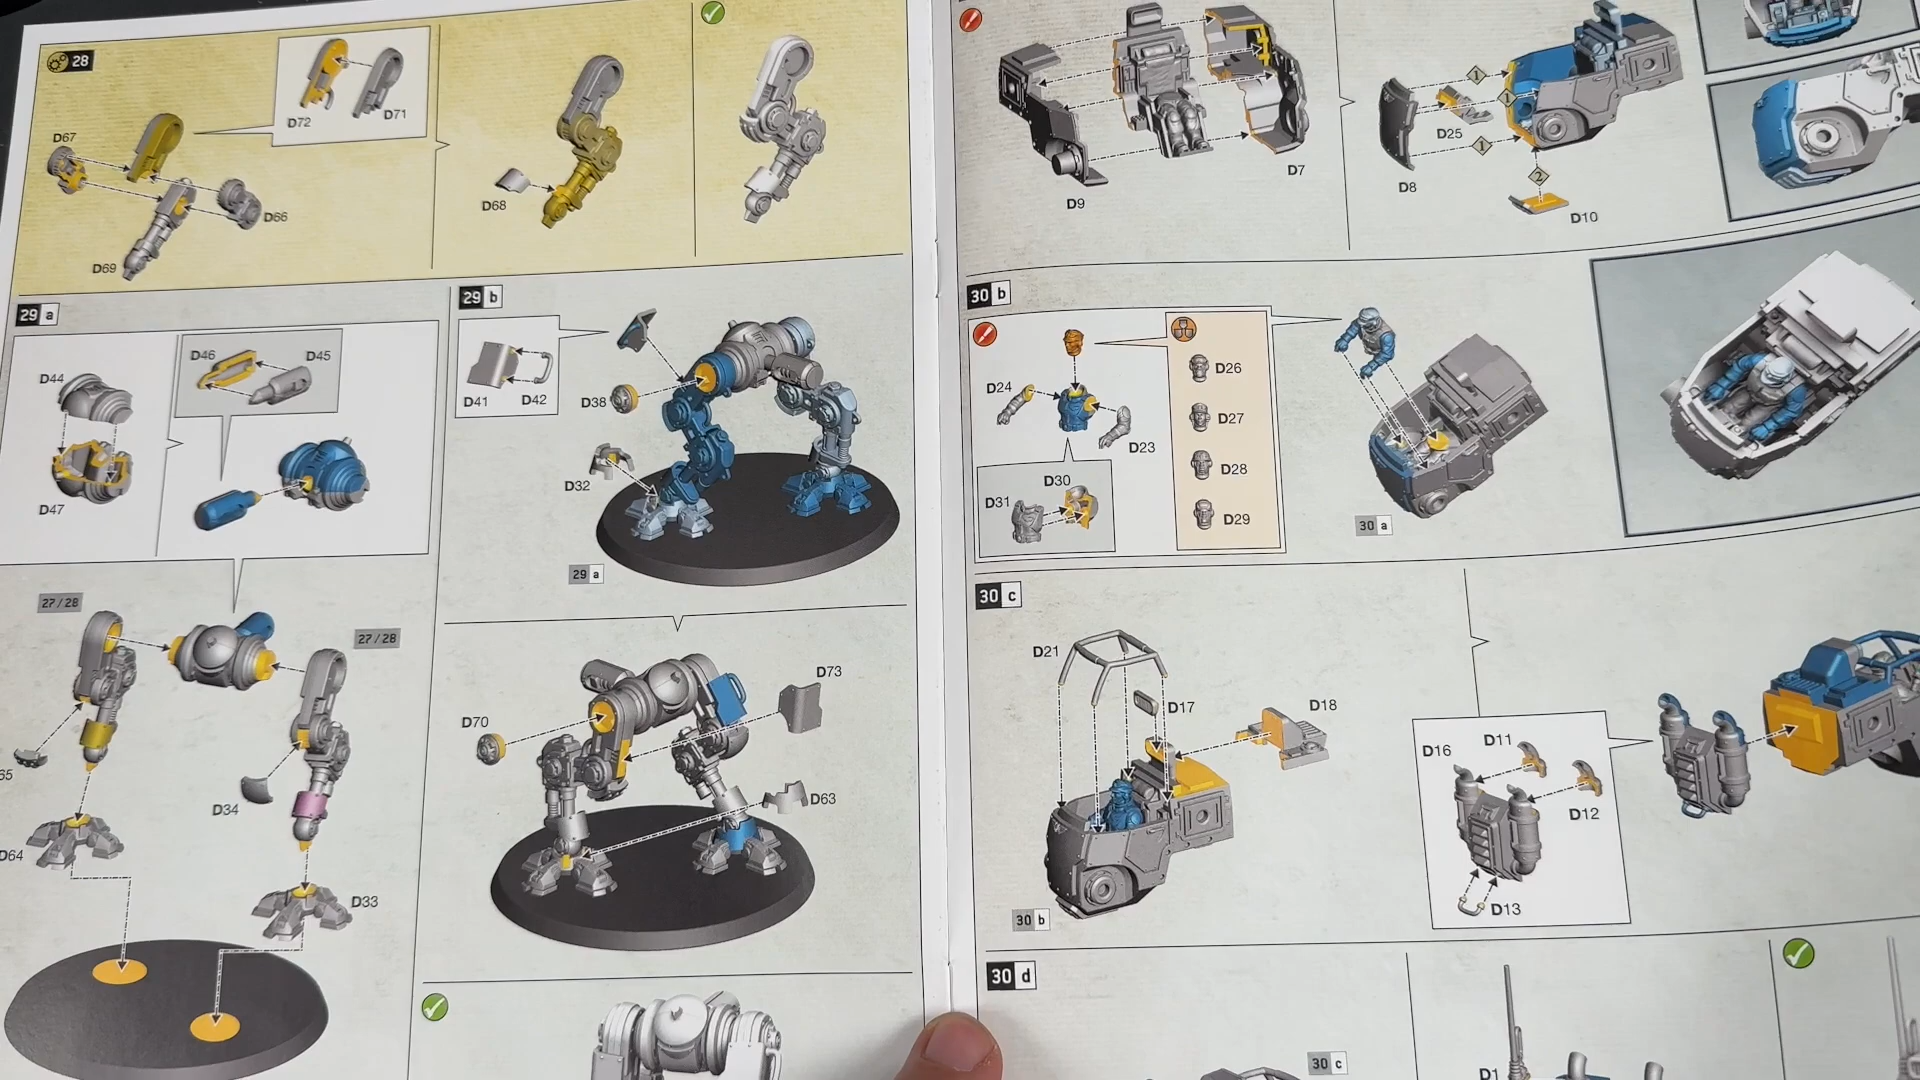 28
D72
D71
D67
D66
D69
D68
29 a
D44
D47
D46
D45
27/28
27/28
65
D64
D34
D33
29 b
D41
D42
D38
D32
29 a
D70
D73
D63
D9
D7
D8
D25
1
1
1
2
D10
30 b
D24
D23
D31
D30
D26
D27
D28
D29
30 a
30 c
D21
D17
D18
30 b
D16
D11
D12
D13
30 d
30 c
D1